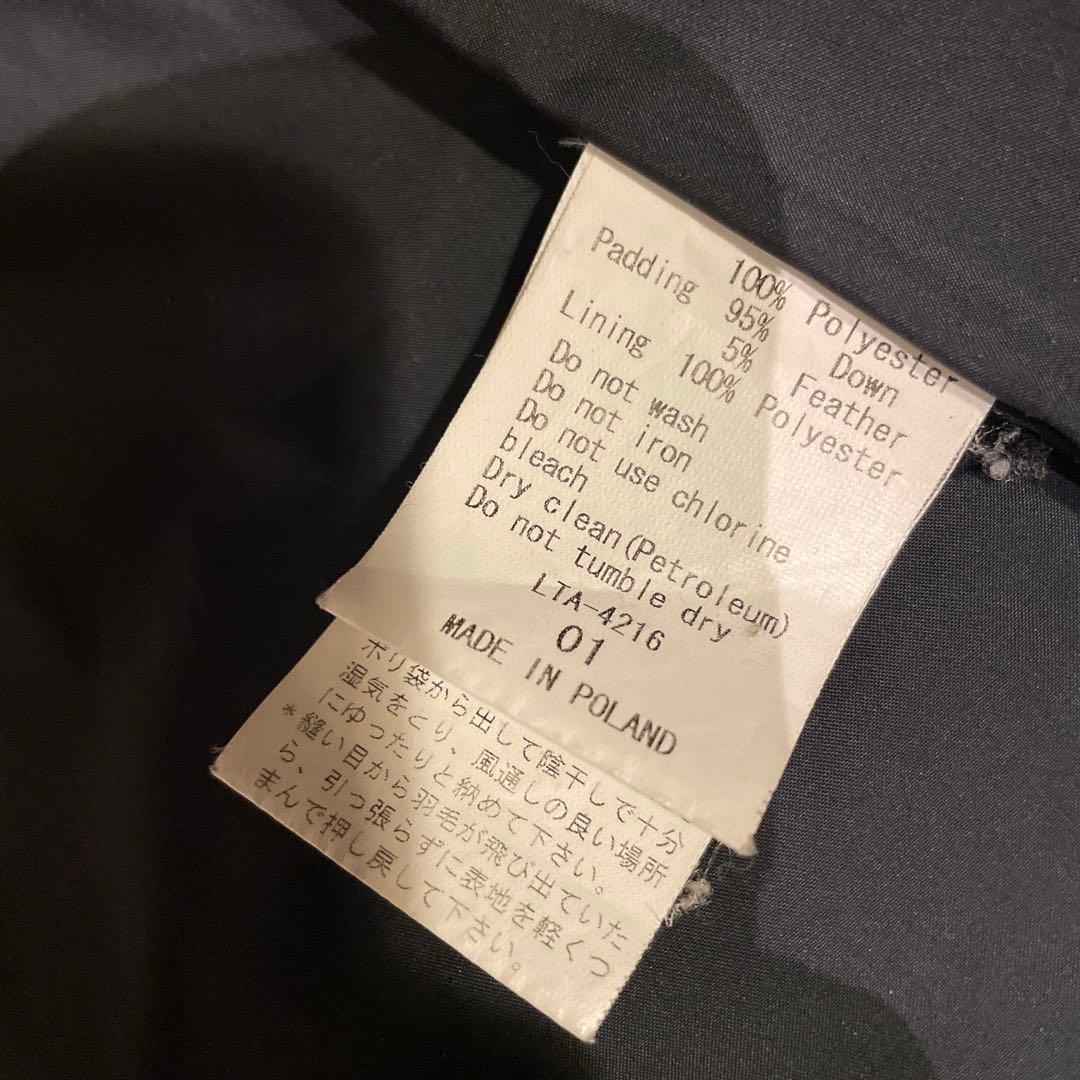 100% Polyester
Padding 95% Down
5% Feather
Lining 100% Polyester
Do not wash
Do not iron
Do not use chlorine
bleach
Dry clean(Petroleum)
Do not tumble dry
LTA-4216
01
MADE IN POLAND
ポリ袋から出して陰干しで十分
湿気をとり、風通しの良い場所
にゆったりと納めて下さい。
*縫い目から羽毛が飛び出ていた
ら、引っ張らずに表地を軽くつ
まんで押し戻して下さい。